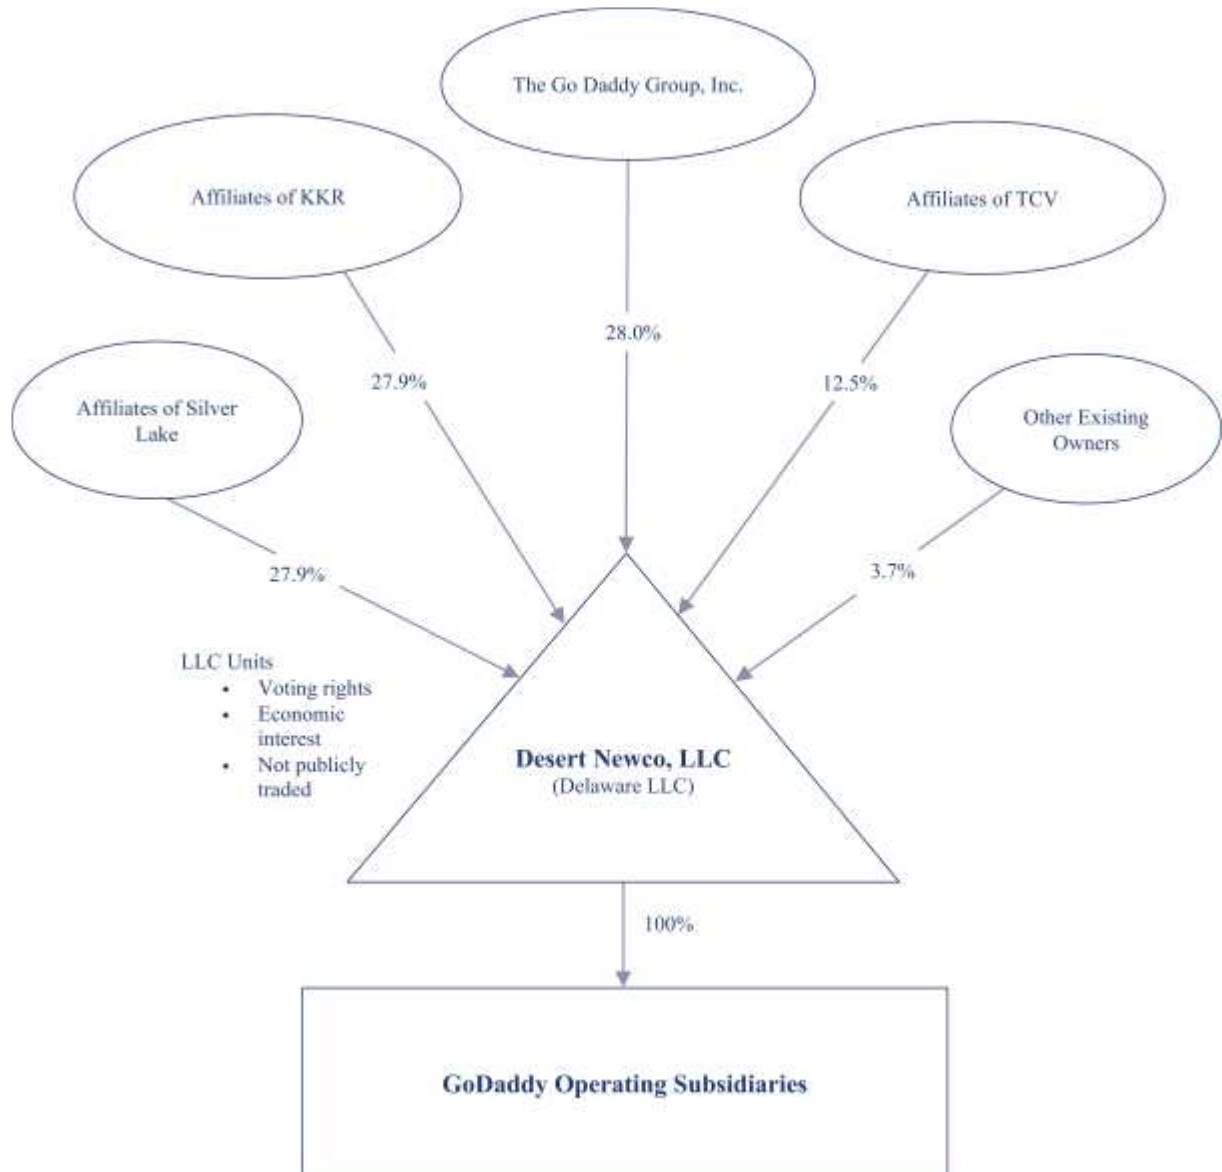 The Go Daddy Group, Inc.
Affiliates of KKR
Affiliates of TCV
28.0%
27.9%
12.5%
Affiliates of Silver
Lake
Other Existing
Owners
27.9%
3.7%
LLC Units
• Voting rights
• Economic
interest
• Not publicly
traded
Desert Newco, LLC
(Delaware LLC)
100%
GoDaddy Operating Subsidiaries